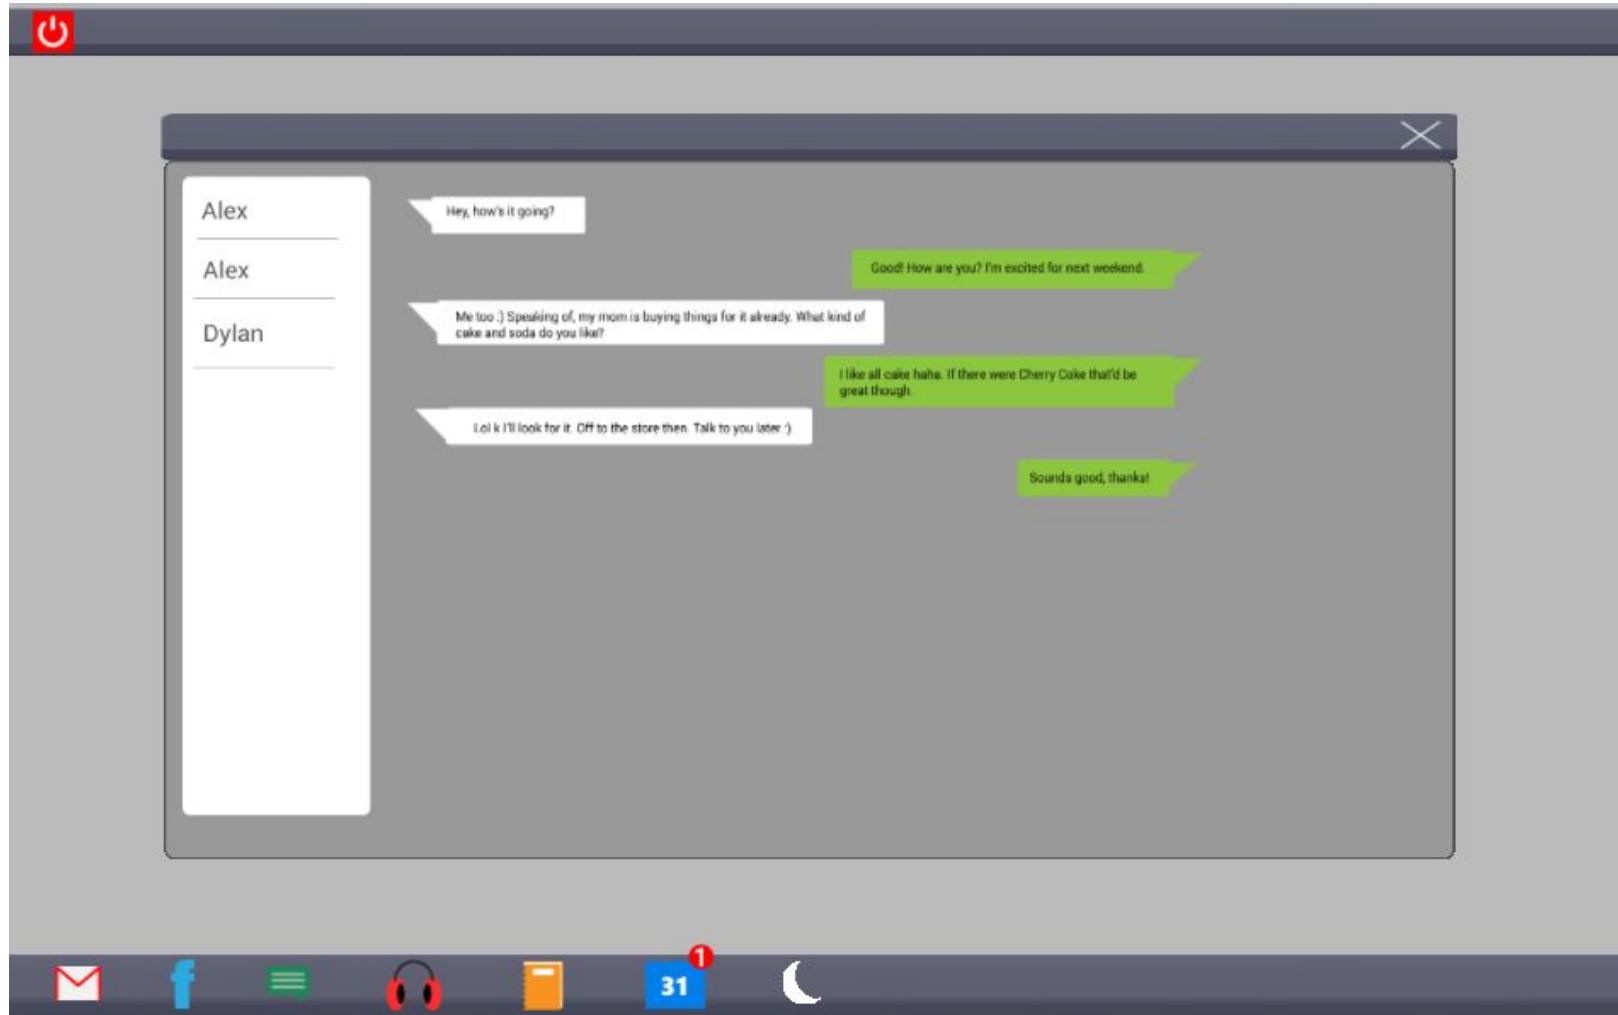 Alex
Alex
Dylan
Hey, how's it going?
Good! How are you? I'm excited for next weekend.
Me too :) Speaking of, my mom is buying things for it already. What kind of
cake and soda do you like?
I like all cake haha. If there were Cherry Coke that'd be
great though.
Lol k I'll look for it. Off to the store then. Talk to you later :)
Sounds good, thanks!
31
1